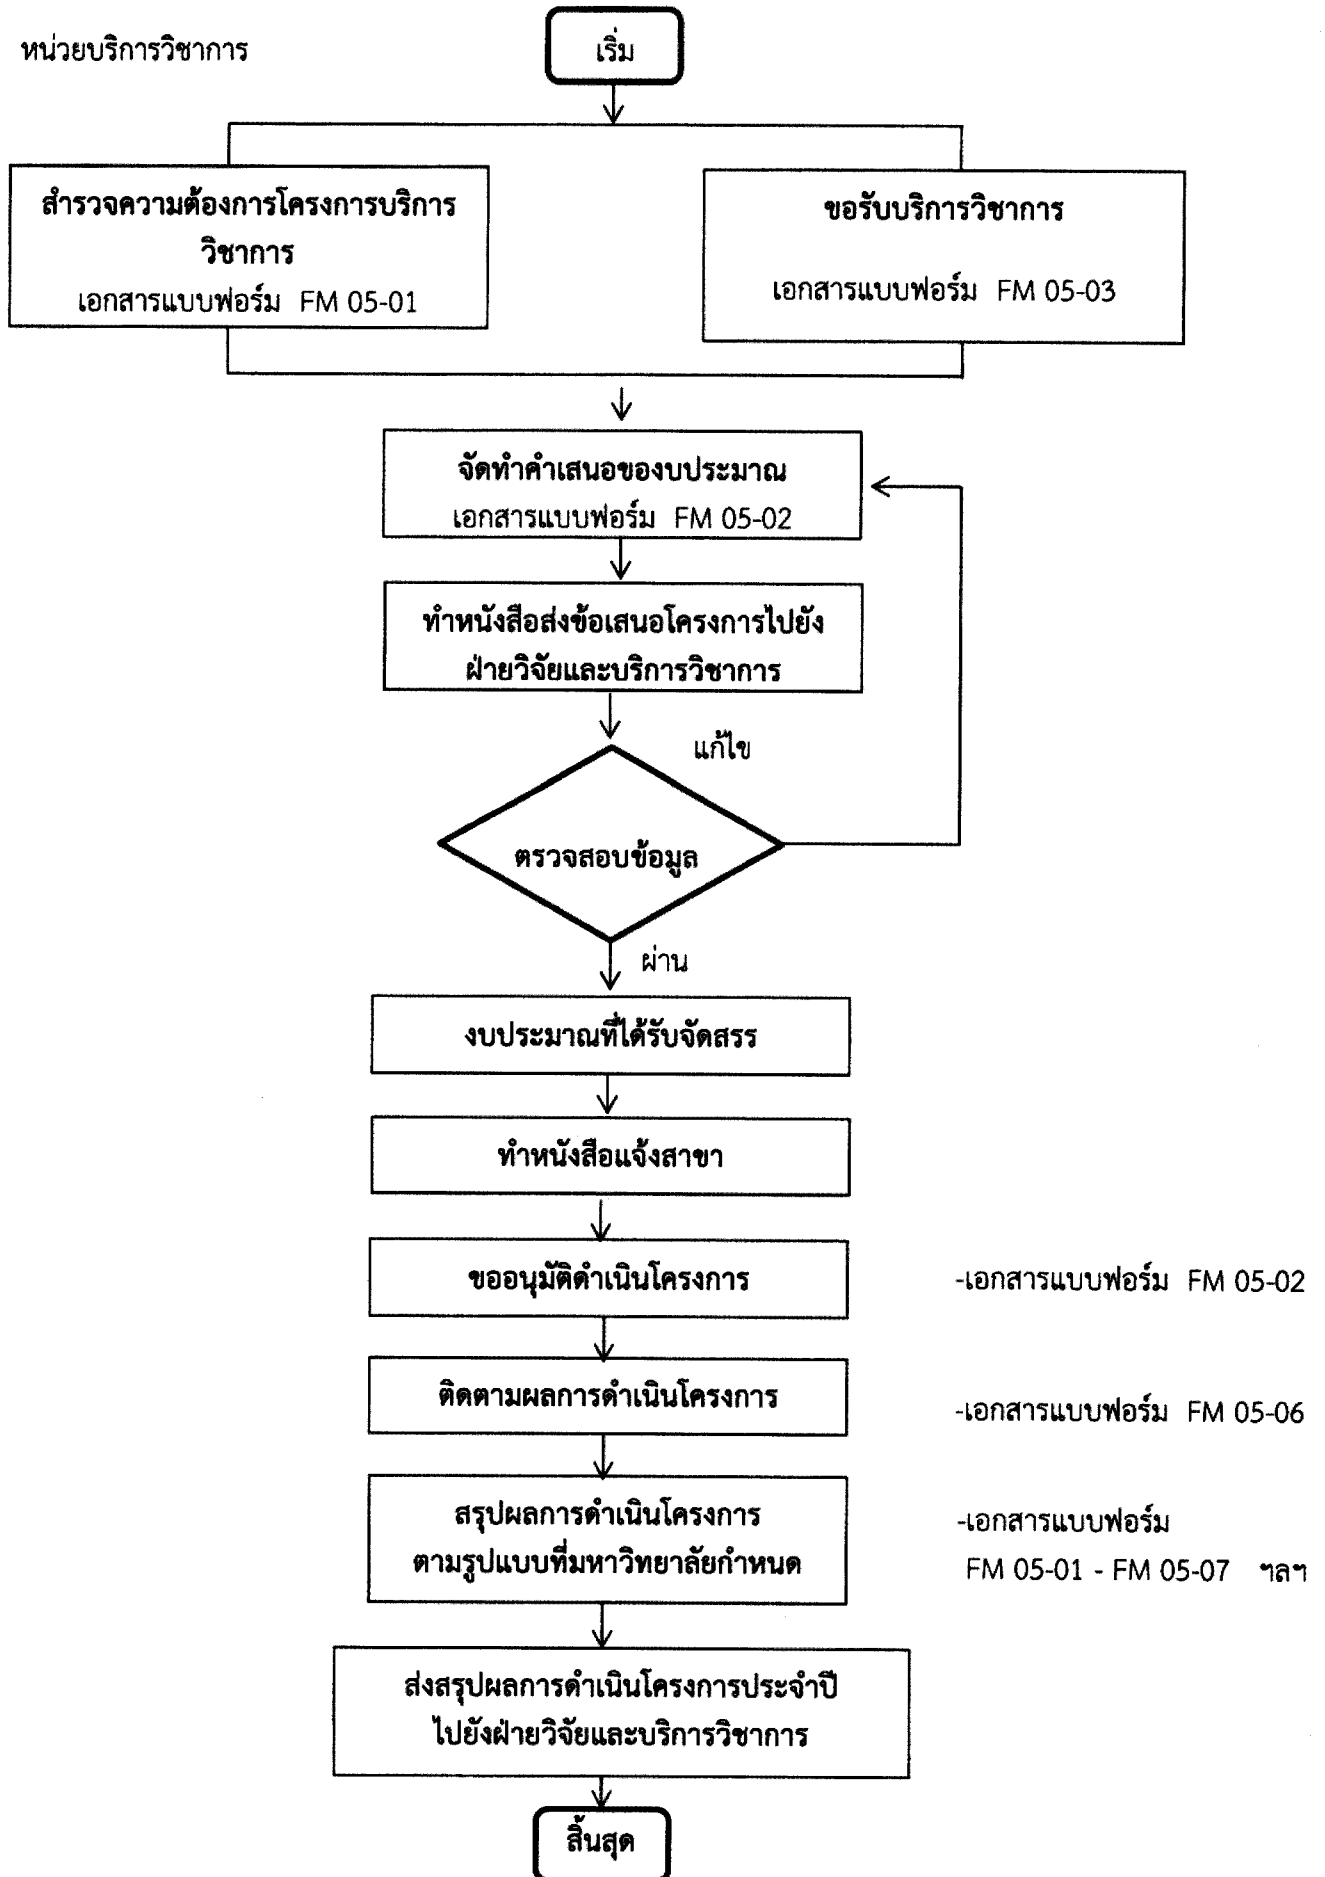 หน่วยบริการวิชาการ
เริ่ม
สำรวจความต้องการโครงการบริการ
วิชาการ
เอกสารแบบฟอร์ม FM 05-01
ขอรับบริการวิชาการ
เอกสารแบบฟอร์ม FM 05-03
จัดทำคำเสนอของบประมาณ
เอกสารแบบฟอร์ม FM 05-02
ทำหนังสือส่งข้อเสนอโครงการไปยัง
ฝ่ายวิจัยและบริการวิชาการ
แก้ไข
ตรวจสอบข้อมูล
ผ่าน
งบประมาณที่ได้รับจัดสรร
ทำหนังสือแจ้งสาขา
ขออนุมัติดำเนินโครงการ
-เอกสารแบบฟอร์ม FM 05-02
ติดตามผลการดำเนินโครงการ
-เอกสารแบบฟอร์ม FM 05-06
สรุปผลการดำเนินโครงการ
ตามรูปแบบที่มหาวิทยาลัยกำหนด
-เอกสารแบบฟอร์ม
FM 05-01 - FM 05-07 ฯลฯ
ส่งสรุปผลการดำเนินโครงการประจำปี
ไปยังฝ่ายวิจัยและบริการวิชาการ
สิ้นสุด